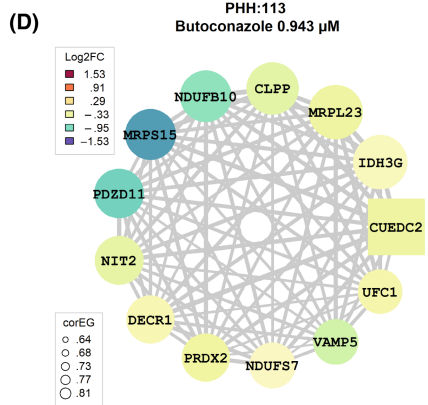 (D)
PHH:113
Butoconazole 0.943 µM
Log2FC
1.53
.91
.29
−.33
−.95
−1.53
CLPP
NDUFB10
MRPL23
MRPS15
IDH3G
PDZD11
CUEDC2
NIT2
UFC1
DECR1
VAMP5
PRDX2
NDUFS7
corEG
.64
.68
.73
.77
.81